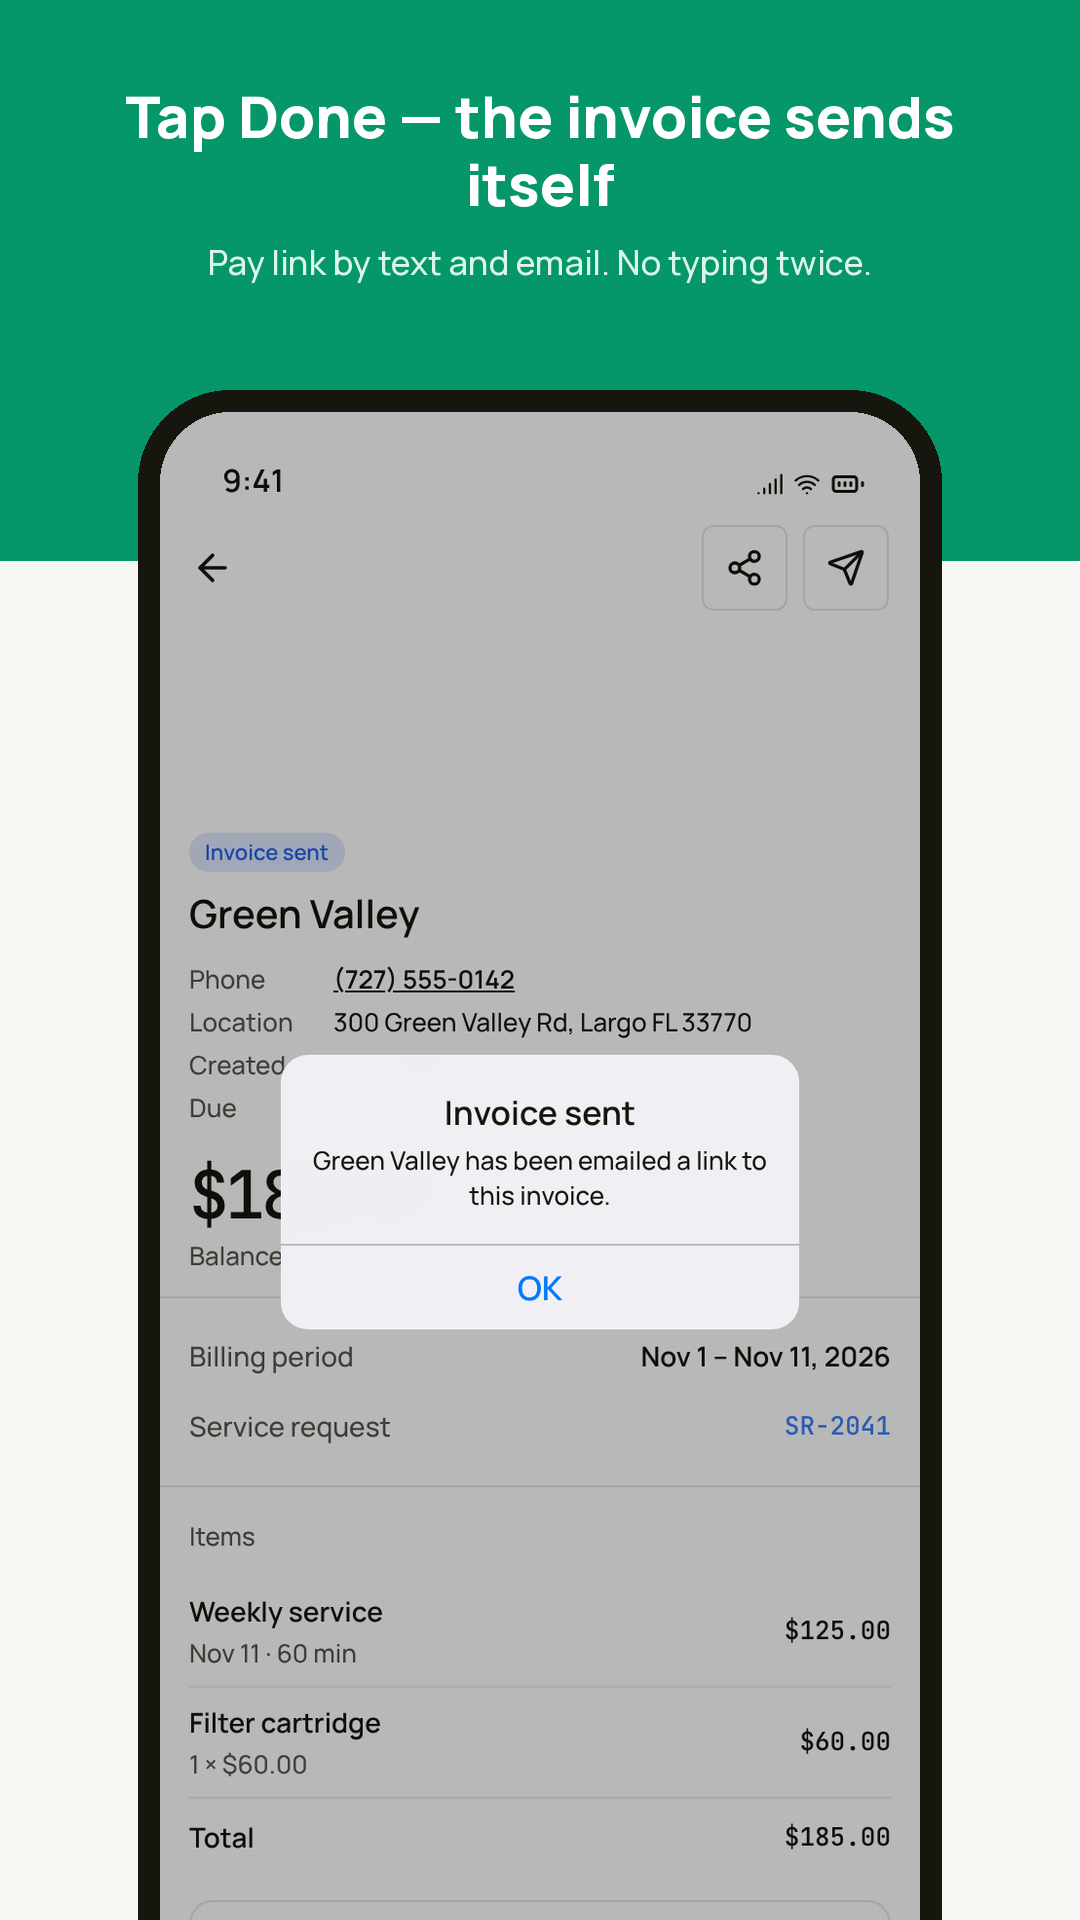 Tap Done — the invoice sends
itself
Pay link by text and email. No typing twice.
9:41
Invoice sent
Green Valley
Phone (727) 555-0142
Location 300 Green Valley Rd, Largo FL 33770
Created
Due
$18
Balance
Invoice sent
Green Valley has been emailed a link to
this invoice.
OK
Billing period Nov 1 – Nov 11, 2026
Service request SR-2041
Items
Weekly service $125.00
Nov 11 · 60 min
Filter cartridge $60.00
1 × $60.00
Total $185.00